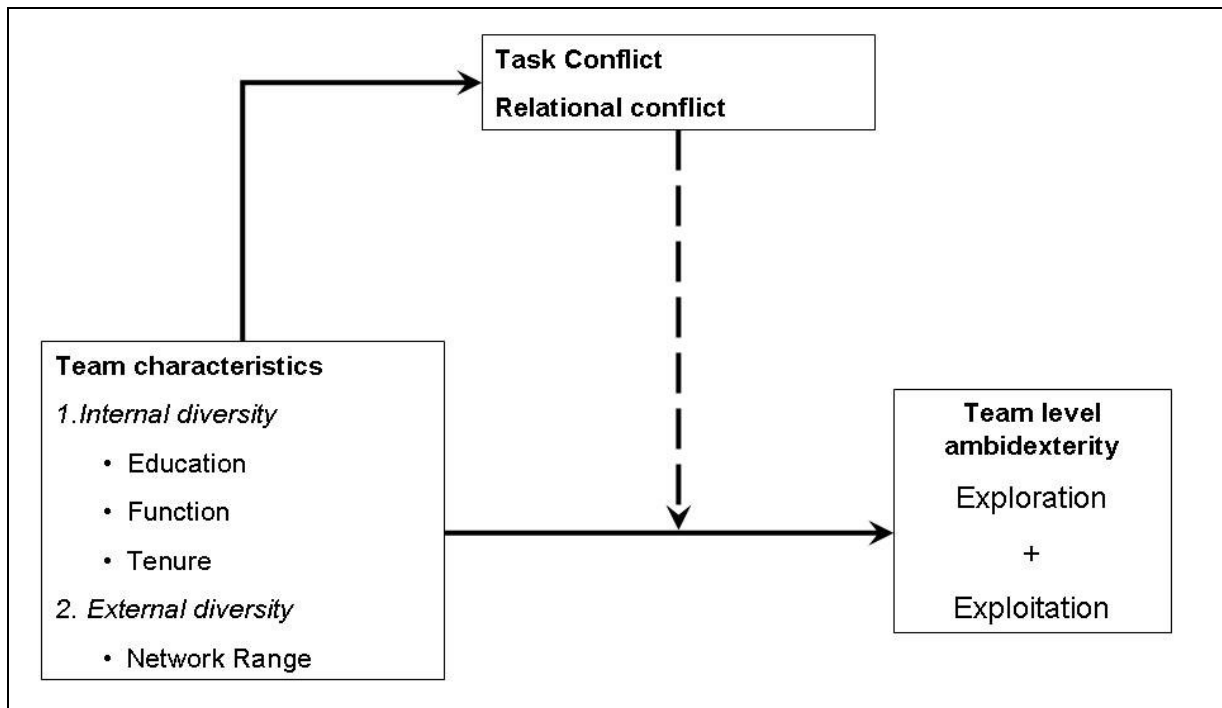 Task Conflict
Relational conflict
Team characteristics
1.Internal diversity
• Education
• Function
• Tenure
2. External diversity
• Network Range
Team level
ambidexterity
Exploration
+
Exploitation